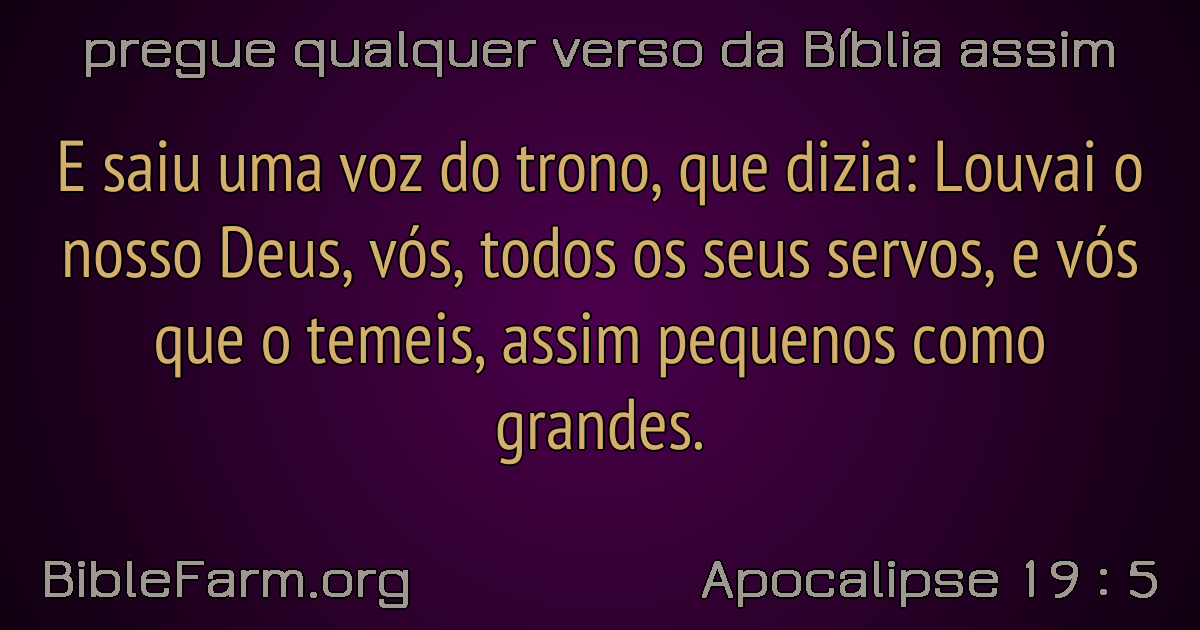 pregue qualquer verso da Bíblia assim
E saiu uma voz do trono, que dizia: Louvai o
nosso Deus, vós, todos os seus servos, e vós
que o temeis, assim pequenos como
grandes.
BibleFarm.org
Apocalipse 19 : 5